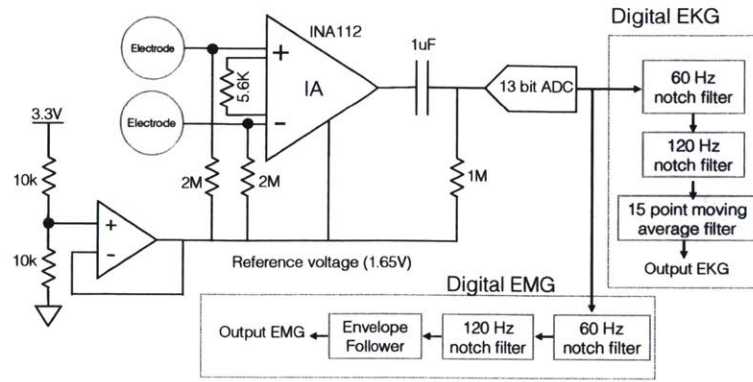 Digital EKG
INA112
Electrode
+
5.6K
IA
1uF
13 bit ADC
60 Hz
notch filter
Electrode
-
3.3V
120 Hz
notch filter
10k
2M
2M
1M
15 point moving
average filter
+
-
10k
Reference voltage (1.65V)
Output EKG
Digital EMG
Output EMG
Envelope
Follower
120 Hz
notch filter
60 Hz
notch filter